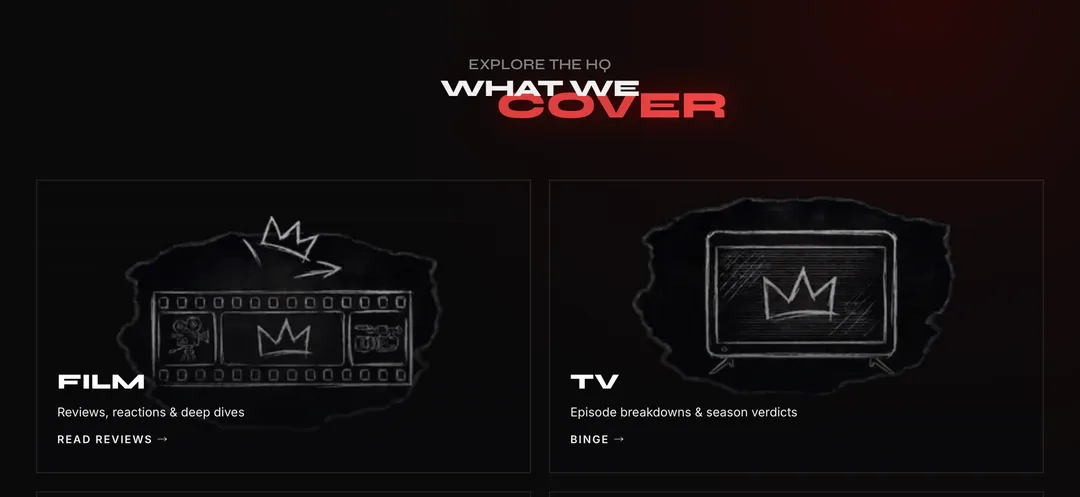 EXPLORE THE HQ
WHAT WE
COVER
FILM
Reviews, reactions & deep dives
READ REVIEWS →
TV
Episode breakdowns & season verdicts
BINGE →